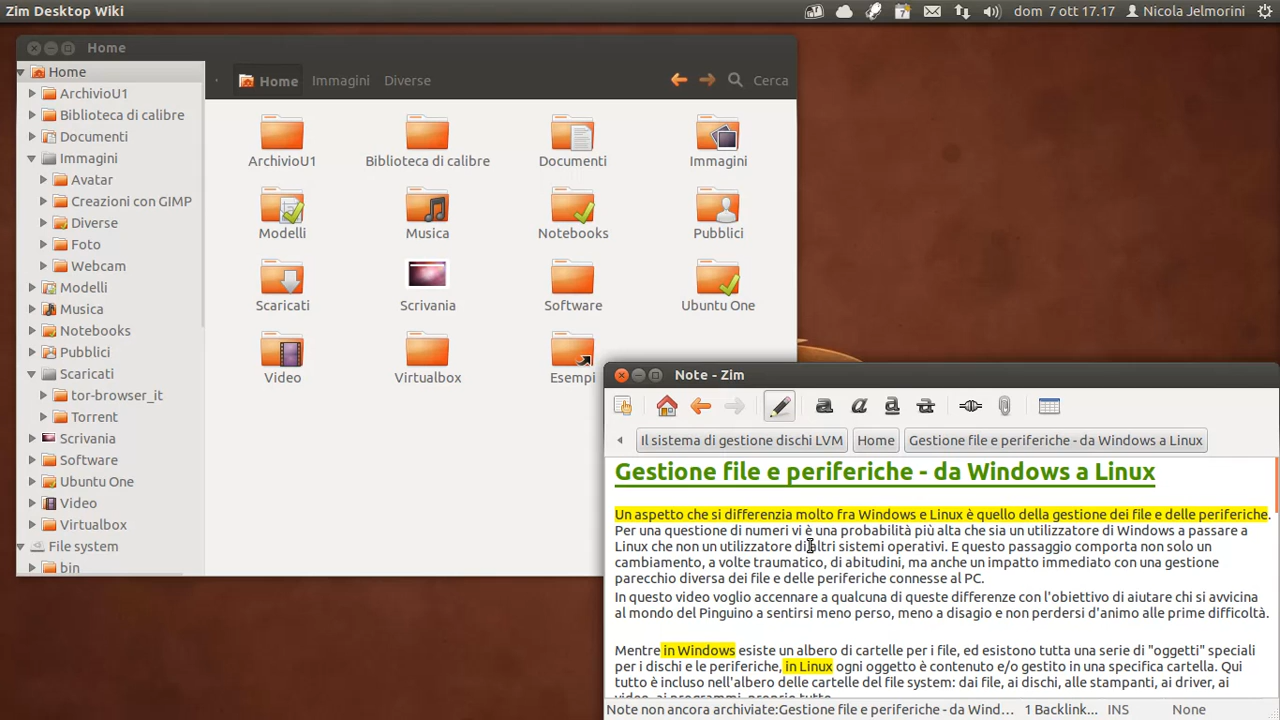 Zim Desktop Wiki
dom 7 ott 17.17
Nicola Jelmorini
Home
Home
ArchivioU1
Biblioteca di calibre
Documenti
Immagini
Avatar
Creazioni con GIMP
Diverse
Foto
Webcam
Modelli
Musica
Notebooks
Pubblici
Scaricati
tor-browser_it
Torrent
Scrivania
Software
Ubuntu One
Video
Virtualbox
File system
bin
Home
Immagini
Diverse
Cerca
ArchivioU1
Biblioteca di calibre
Documenti
Immagini
Modelli
Musica
Notebooks
Pubblici
Scaricati
Scrivania
Software
Ubuntu One
Video
Virtualbox
Esempi
Note - Zim
Il sistema di gestione dischi LVM
Home
Gestione file e periferiche - da Windows a Linux
Gestione file e periferiche - da Windows a Linux
Un aspetto che si differenzia molto fra Windows e Linux è quello della gestione dei file e delle periferiche.
Per una questione di numeri vi è una probabilità più alta che sia un utilizzatore di Windows a passare a
Linux che non un utilizzatore di altri sistemi operativi. E questo passaggio comporta non solo un
cambiamento, a volte traumatico, di abitudini, ma anche un impatto immediato con una gestione
parecchio diversa dei file e delle periferiche connesse al PC.
In questo video voglio accennare a qualcuna di queste differenze con l'obiettivo di aiutare chi si avvicina
al mondo del Pinguino a sentirsi meno perso, meno a disagio e non perdersi d'animo alle prime difficoltà.
Mentre in Windows esiste un albero di cartelle per i file, ed esistono tutta una serie di "oggetti" speciali
per i dischi e le periferiche, in Linux ogni oggetto è contenuto e/o gestito in una specifica cartella. Qui
tutto è incluso nell'albero delle cartelle del file system: dai file, ai dischi, alle stampanti, ai driver, ai
video, ai programmi, proprio tutto.
Note non ancora archiviate:Gestione file e periferiche - da Wind...
1 Backlink...
INS
None